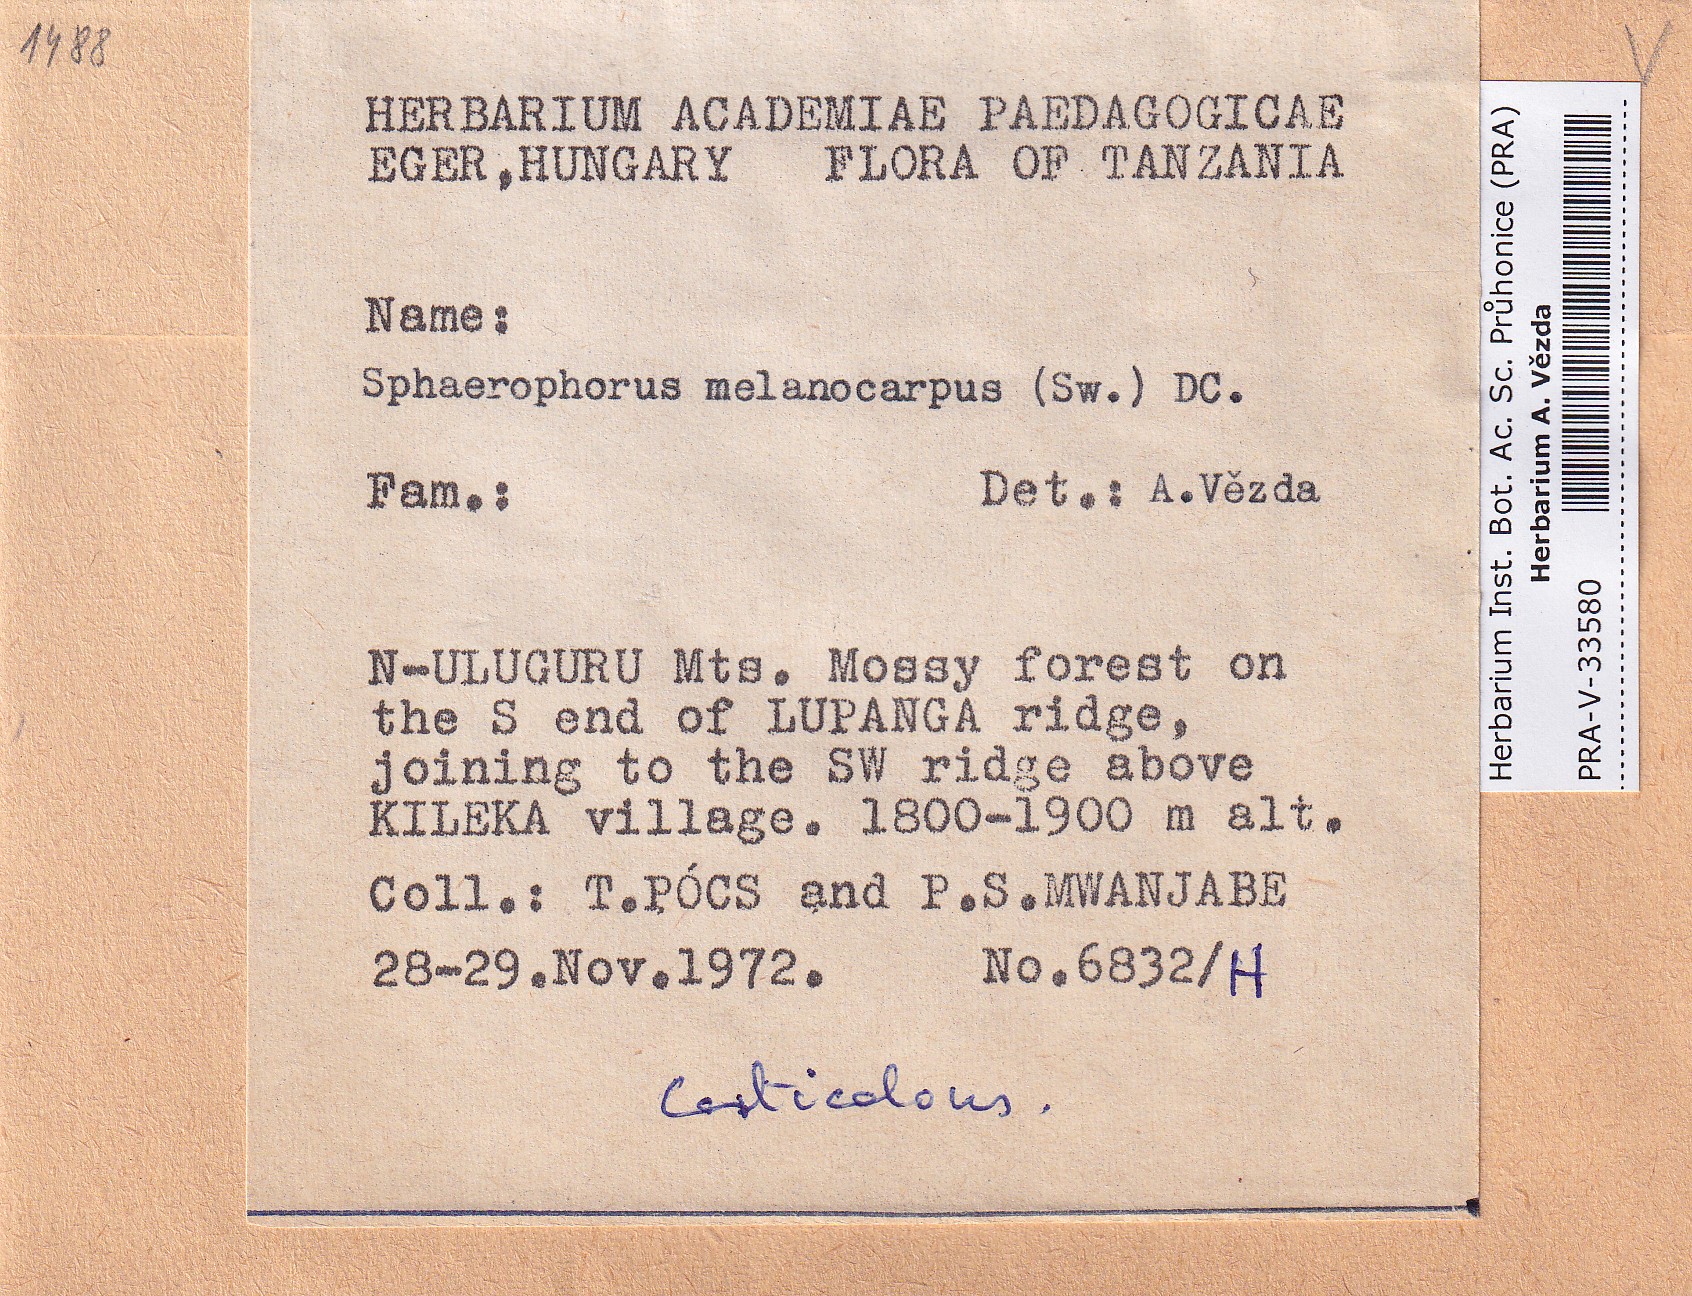 1488
V
HERBARIUM ACADEMIAE PAEDAGOGICAE
EGER,HUNGARY FLORA OF TANZANIA
Name:
Sphaerophorus melanocarpus (Sw.) DC.
Fam.: Det.: A.Vězda
N-ULUGURU Mts. Mossy forest on
the S end of LUPANGA ridge,
joining to the SW ridge above
KILEKA village. 1800-1900 m alt.
Coll.: T.PÓCS and P.S.MWANJABE
28-29.Nov.1972. No.6832/H
Corticolous.
Herbarium Inst. Bot. Ac. Sc. Průhonice (PRA)
Herbarium A. Vězda
PRA-V-33580